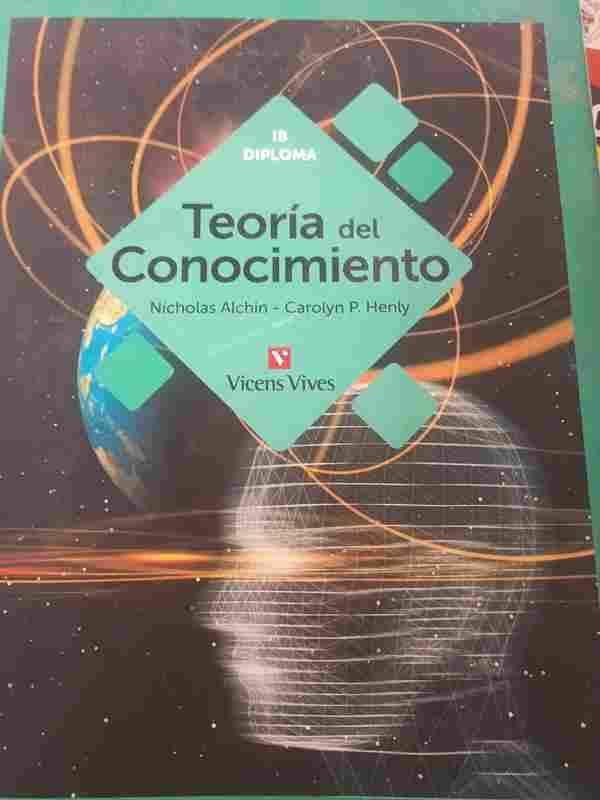 IB
DIPLOMA
Teoría del
Conocimiento
Nicholas Alchin - Carolyn P. Henly
V
Vicens Vives